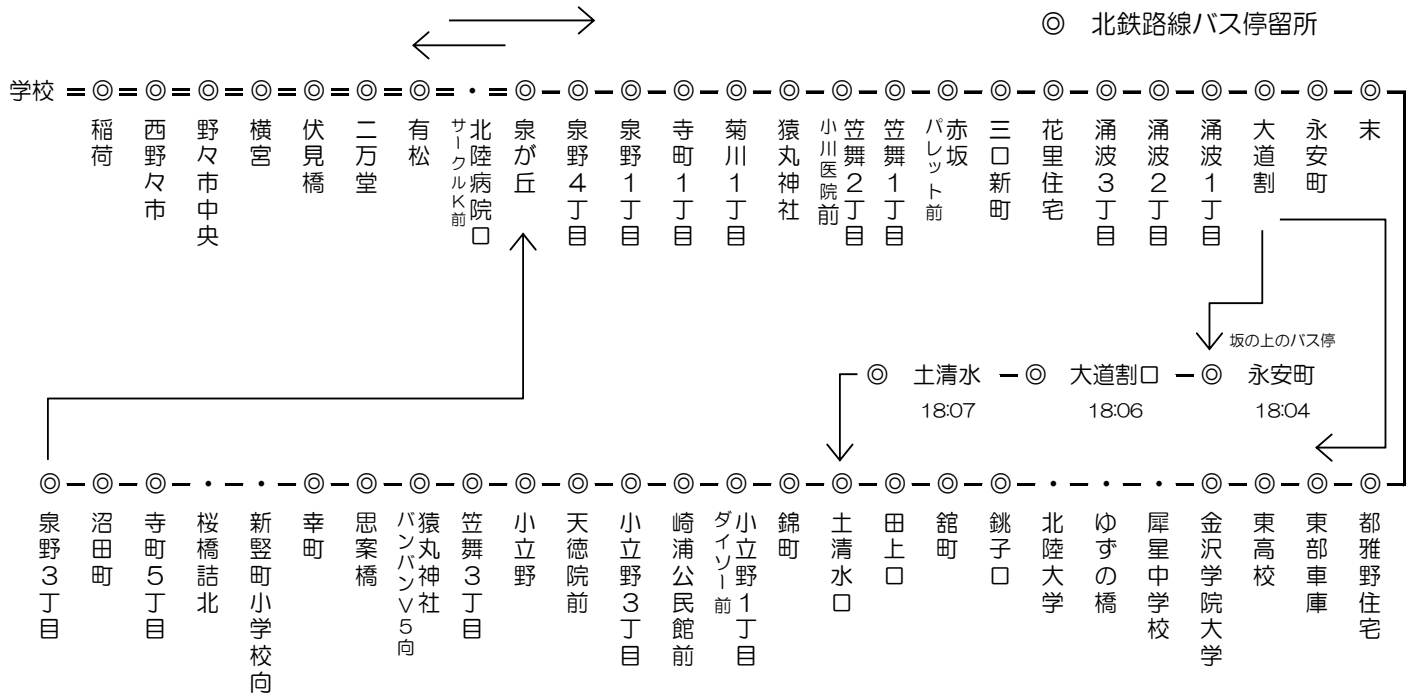 ◎ 北鉄路線バス停留所
学校
稲荷
西野々市
野々市中央
横宮
伏見橋
二万堂
有松
北陸病院口
サークルK前
泉が丘
泉野4丁目
泉野1丁目
寺町1丁目
菊川1丁目
猿丸神社
笠舞2丁目
小川医院前
笠舞1丁目
赤坂
パレット前
三口新町
花里住宅
涌波3丁目
涌波2丁目
涌波1丁目
大道割
永安町
末
坂の上のバス停
◎ 土清水 ◎ 大道割口 ◎ 永安町
18:07 18:06 18:04
泉野3丁目
沼田町
寺町5丁目
桜橋詰北
新竪町小学校向
幸町
思案橋
猿丸神社
バンバンV5向
笠舞3丁目
小立野
天徳院前
小立野3丁目
崎浦公民館前
小立野1丁目
ダイソー前
錦町
土清水口
田上口
舘町
銚子口
北陸大学
ゆずの橋
犀星中学校
金沢学院大学
東高校
東部車庫
都雅野住宅